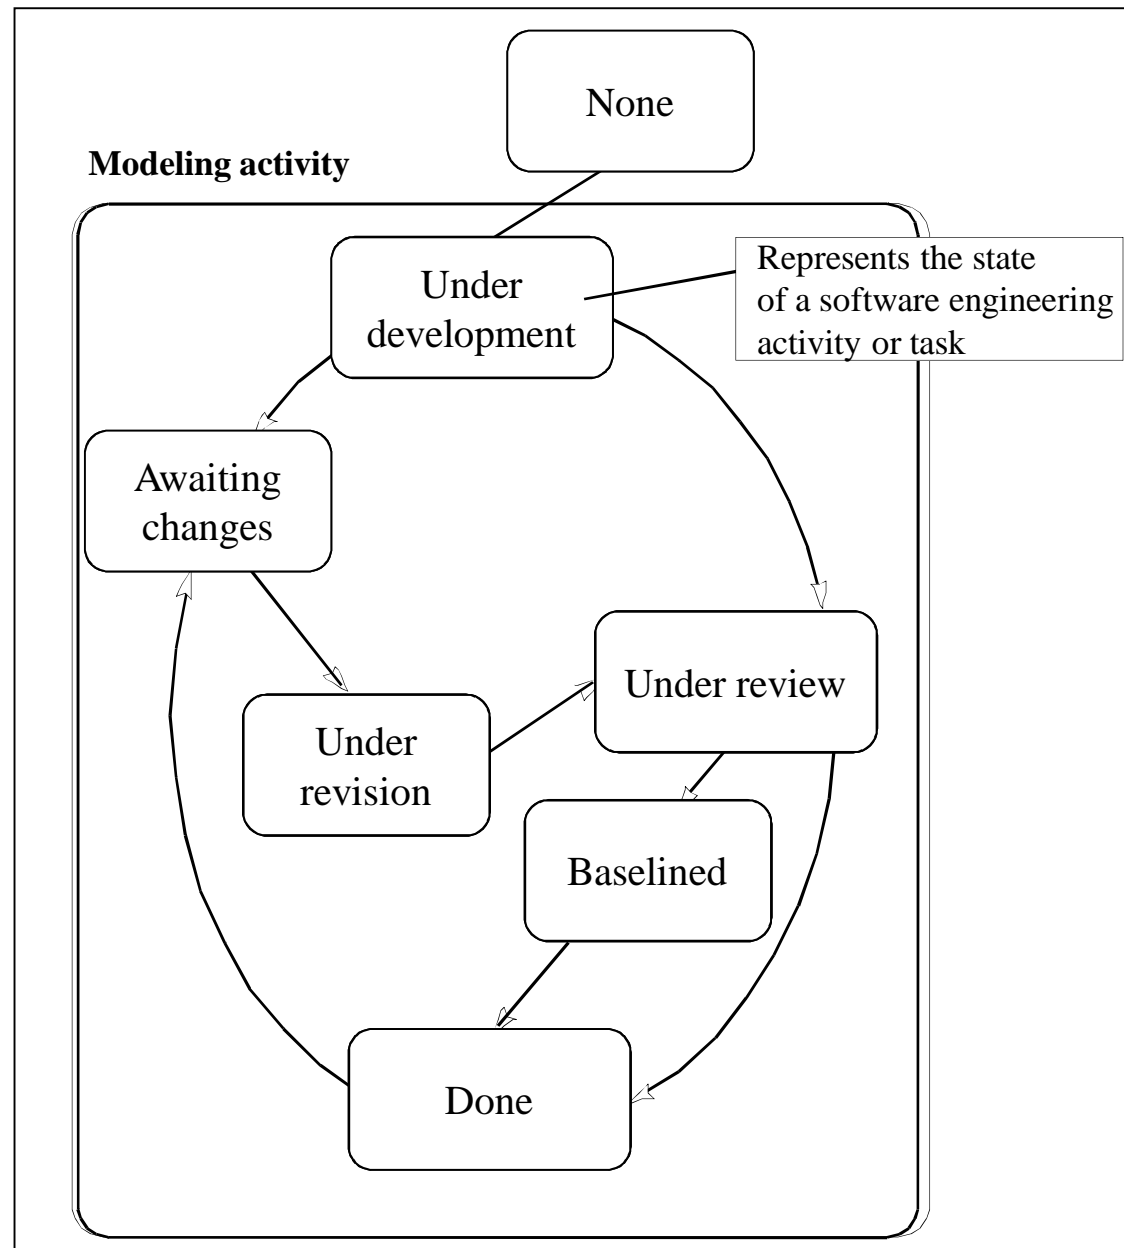 None
Modeling activity
Under
development
Represents the state
of a software engineering
activity or task
Awaiting
changes
Under review
Under
revision
Baselined
Done